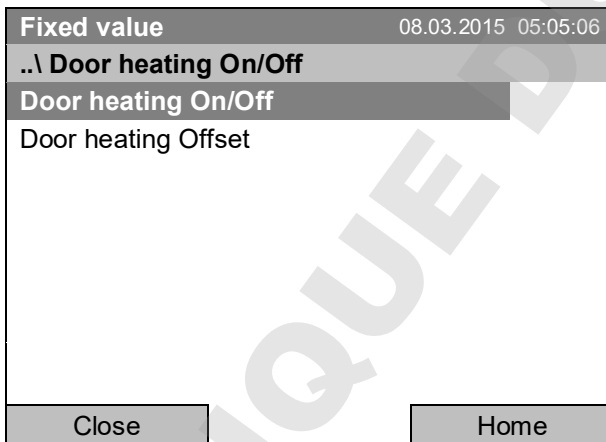 Fixed value 08.03.2015 05:05:06
..\ Door heating On/Off
Door heating On/Off
Door heating Offset
Close Home